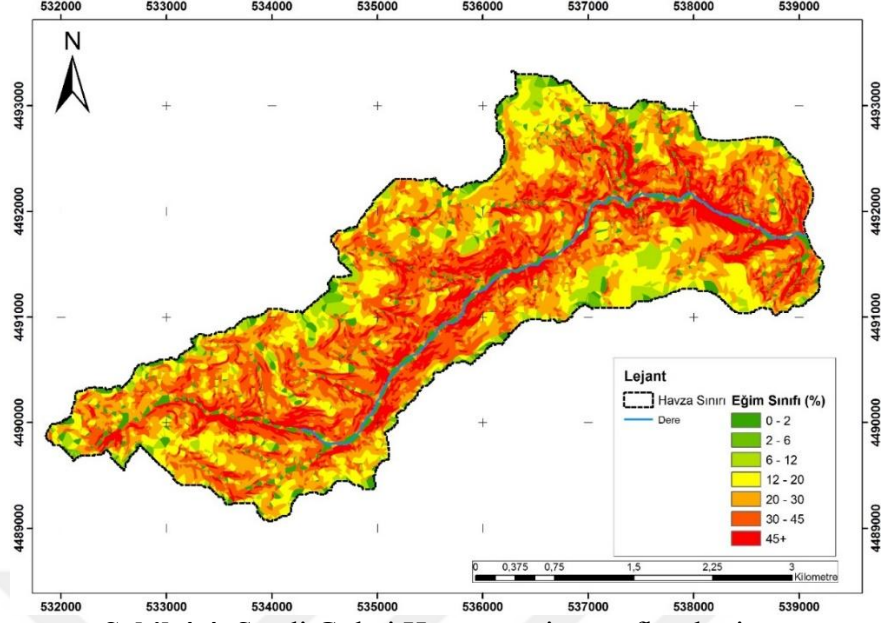 532000 533000 534000 535000 536000 537000 538000 539000
N
4493000 4493000
4492000 4492000
4491000 4491000
4490000 4490000
4489000 4489000
Lejant
Havza Sınırı
Dere
Eğim Sınıfı (%)
0 - 2
2 - 6
6 - 12
12 - 20
20 - 30
30 - 45
45+
0 0,375 0,75 1,5 2,25 3
Kilometre
532000 533000 534000 535000 536000 537000 538000 539000